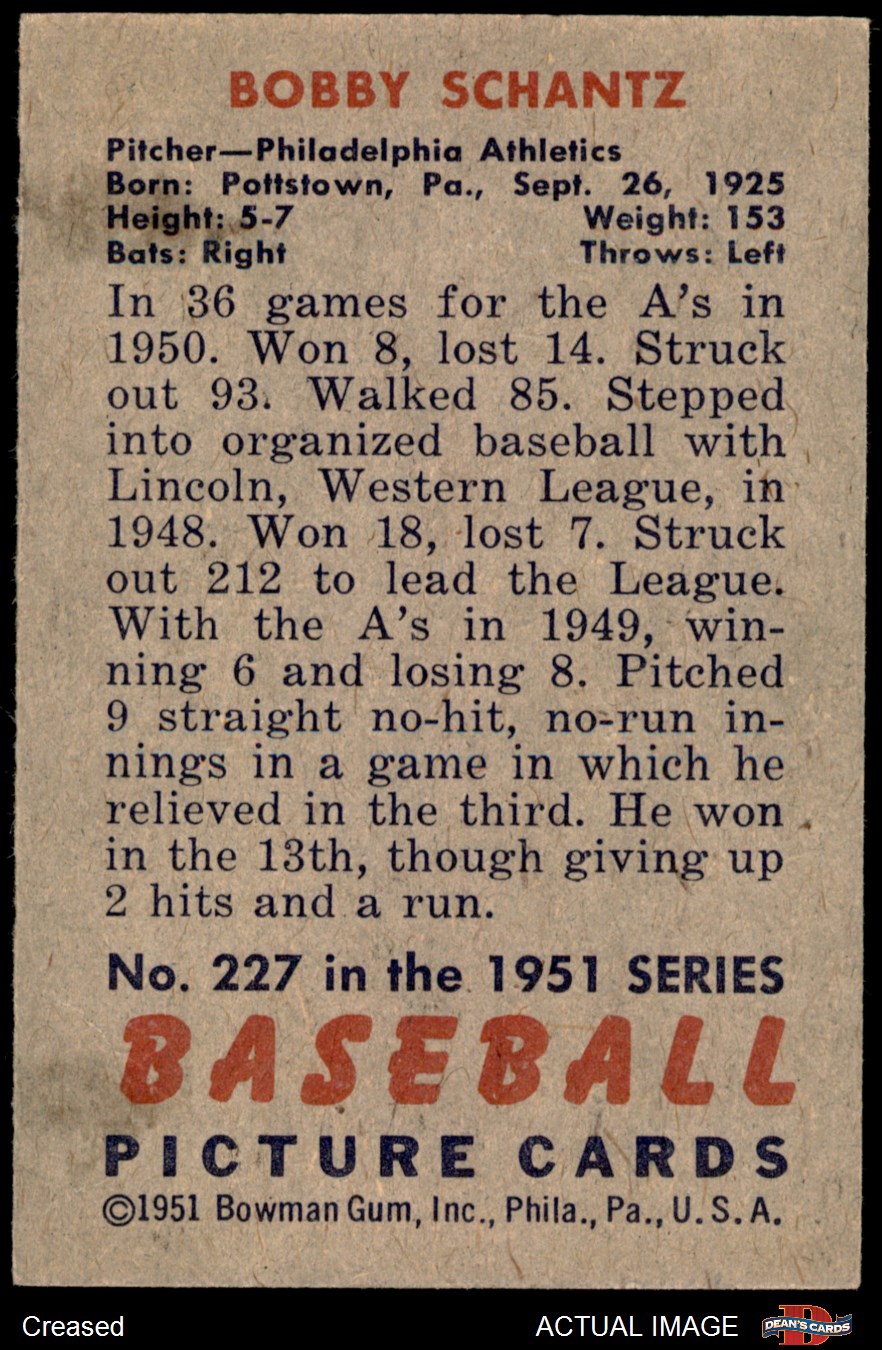 BOBBY SCHANTZ
Pitcher—Philadelphia Athletics
Born: Pottstown, Pa., Sept. 26, 1925
Height: 5-7 Weight: 153
Bats: Right Throws: Left
In 36 games for the A's in
1950. Won 8, lost 14. Struck
out 93. Walked 85. Stepped
into organized baseball with
Lincoln, Western League, in
1948. Won 18, lost 7. Struck
out 212 to lead the League.
With the A's in 1949, win-
ning 6 and losing 8. Pitched
9 straight no-hit, no-run in-
nings in a game in which he
relieved in the third. He won
in the 13th, though giving up
2 hits and a run.
No. 227 in the 1951 SERIES
BASEBALL
PICTURE CARDS
©1951 Bowman Gum, Inc., Phila., Pa., U.S.A.
Creased ACTUAL IMAGE DEAN'S CARDS